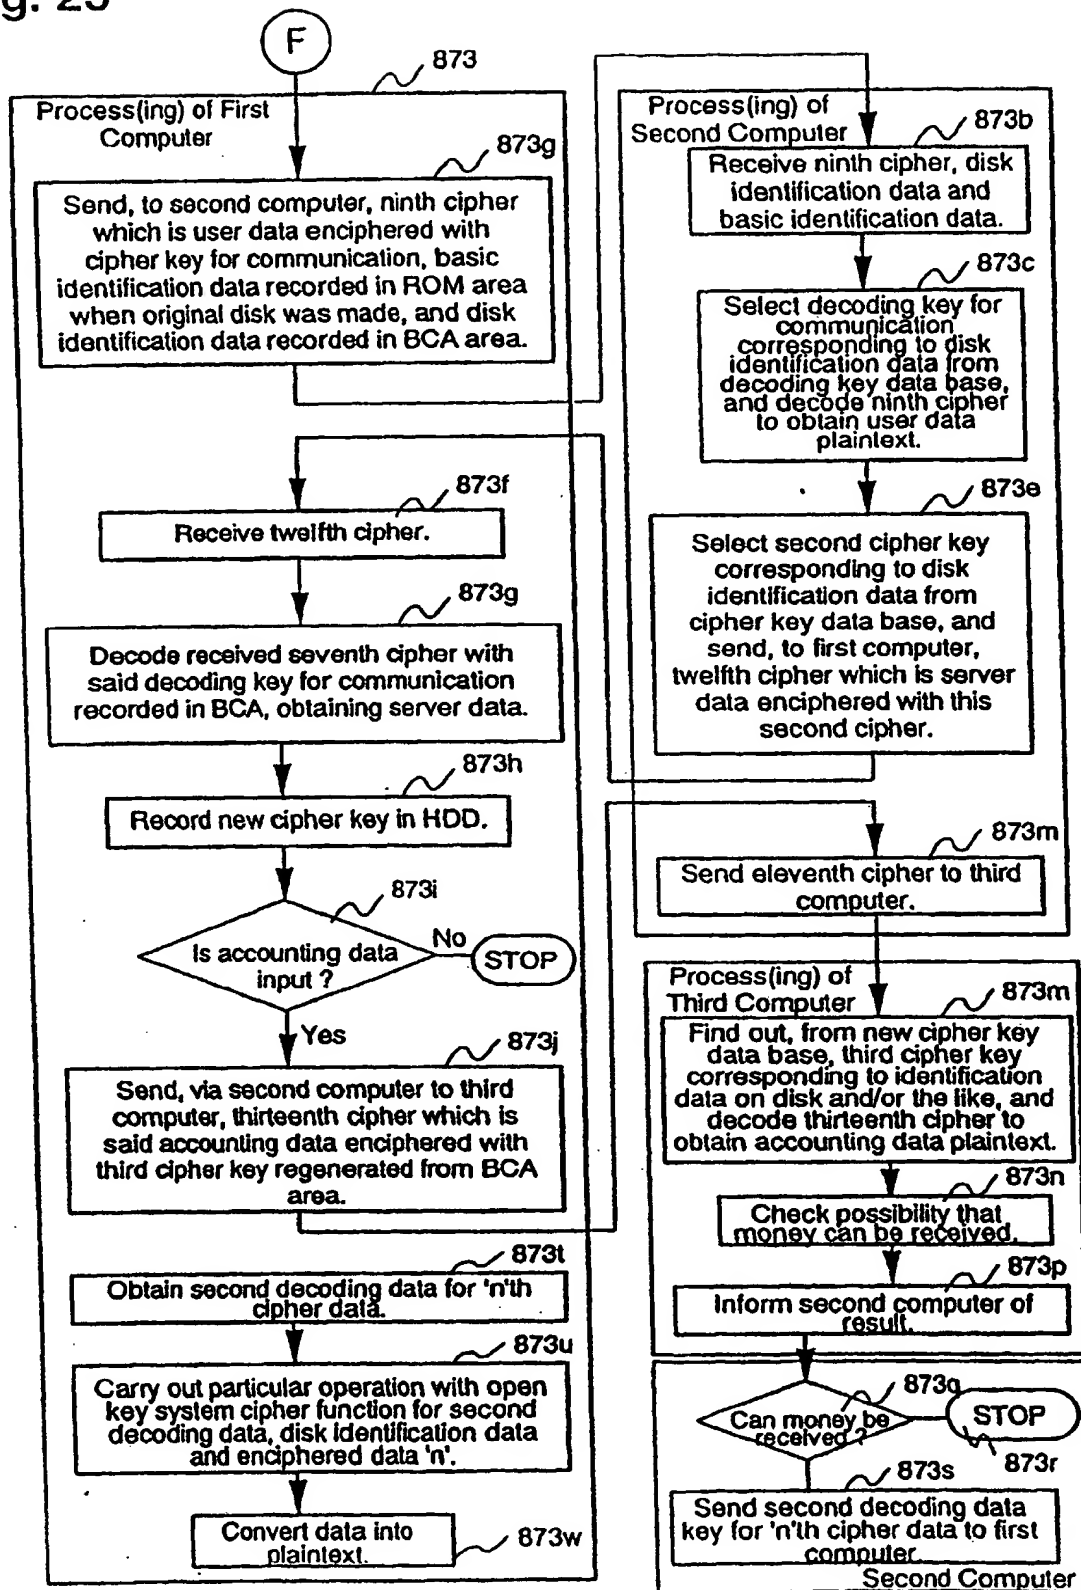 g. 25
F
873
Process(ing) of First
Computer
873g
Send, to second computer, ninth cipher
which is user data enciphered with
cipher key for communication, basic
identification data recorded in ROM area
when original disk was made, and disk
identification data recorded in BCA area.
873f
Receive twelfth cipher.
873g
Decode received seventh cipher with
said decoding key for communication
recorded in BCA, obtaining server data.
873h
Record new cipher key in HDD.
873i
Is accounting data
input ?
No
STOP
Yes
873j
Send, via second computer to third
computer, thirteenth cipher which is
said accounting data enciphered with
third cipher key regenerated from BCA
area.
873t
Obtain second decoding data for 'n'th
cipher data.
873u
Carry out particular operation with open
key system cipher function for second
decoding data, disk identification data
and enciphered data 'n'.
Convert data into
plaintext.
873w
Process(ing) of
Second Computer
873b
Receive ninth cipher, disk
identification data and
basic identification data.
873c
Select decoding key for
communication
corresponding to disk
identification data from
decoding key data base,
and decode ninth cipher
to obtain user data
plaintext.
873e
Select second cipher key
corresponding to disk
identification data from
cipher key data base, and
send, to first computer,
twelfth cipher which is server
data enciphered with this
second cipher.
873m
Send eleventh cipher to third
computer.
Process(ing) of
Third Computer
873m
Find out, from new cipher key
data base, third cipher key
corresponding to identification
data on disk and/or the like, and
decode thirteenth cipher to
obtain accounting data plaintext.
873n
Check possibility that
money can be received.
873p
Inform second computer of
result.
873q
Can money be
received ?
STOP
873r
873s
Send second decoding data
key for 'n'th cipher data to first
computer.
Second Computer